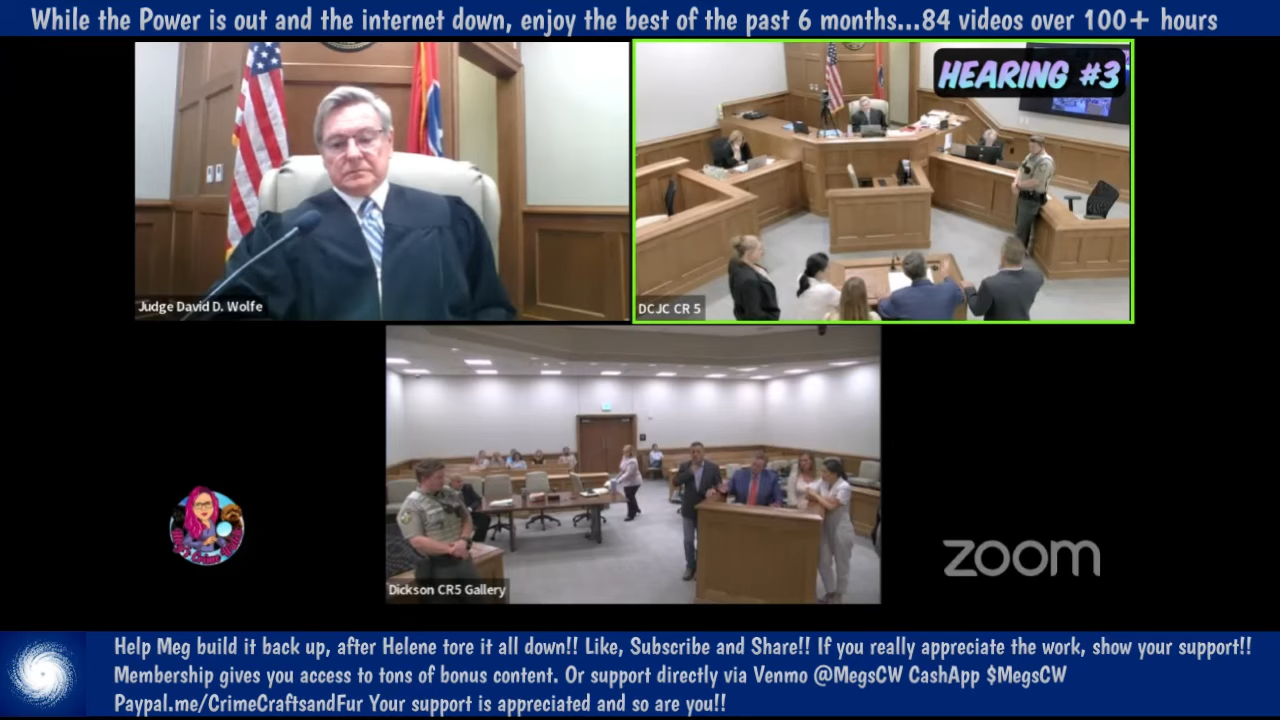 While the Power is out and the internet down, enjoy the best of the past 6 months...84 videos over 100+ hours
HEARING #3
Judge David D. Wolfe
DCJC CR 5
Dickson CR5 Gallery
zoom
Help Meg build it back up, after Helene tore it all down!! Like, Subscribe and Share!! If you really appreciate the work, show your support!!
Membership gives you access to tons of bonus content. Or support directly via Venmo @MegsCW CashApp $MegsCW
Paypal.me/CrimeCraftsandFur Your support is appreciated and so are you!!